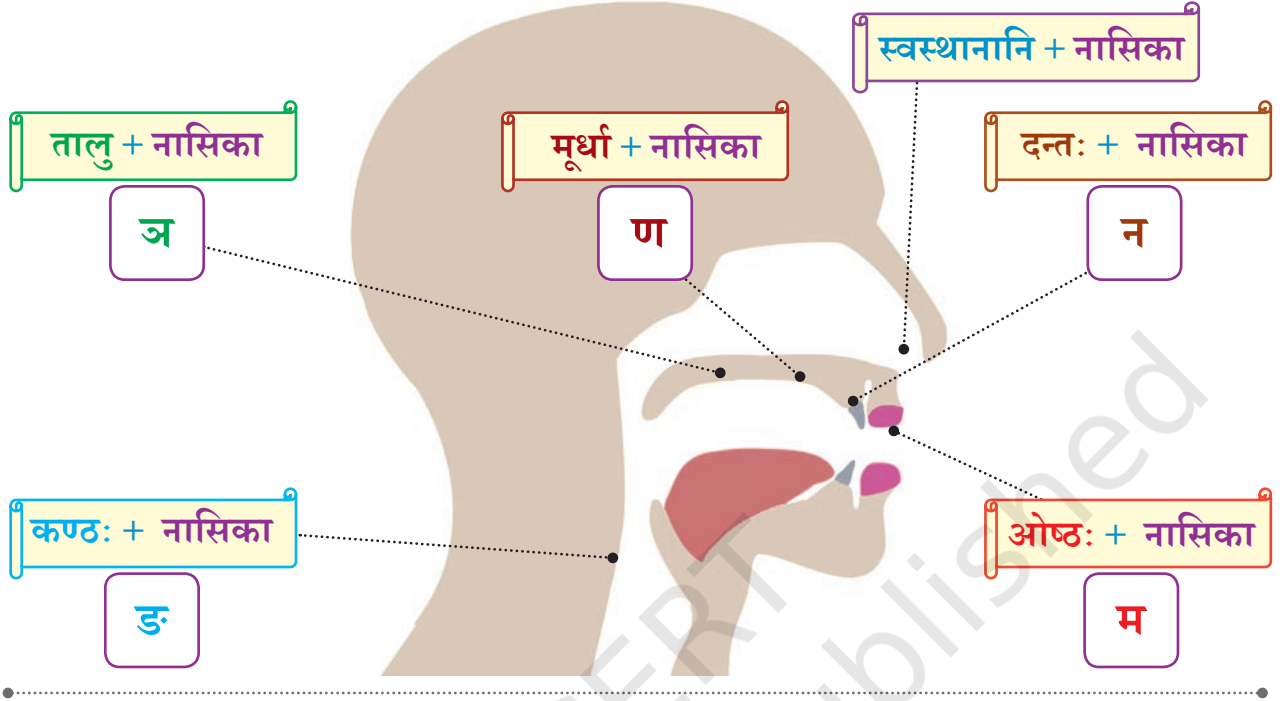 स्वस्थानानि + नासिका
तालु + नासिका
मूर्धा + नासिका
दन्तः + नासिका
ञ
ण
न
कण्ठः + नासिका
ओष्ठः + नासिका
ङ
म